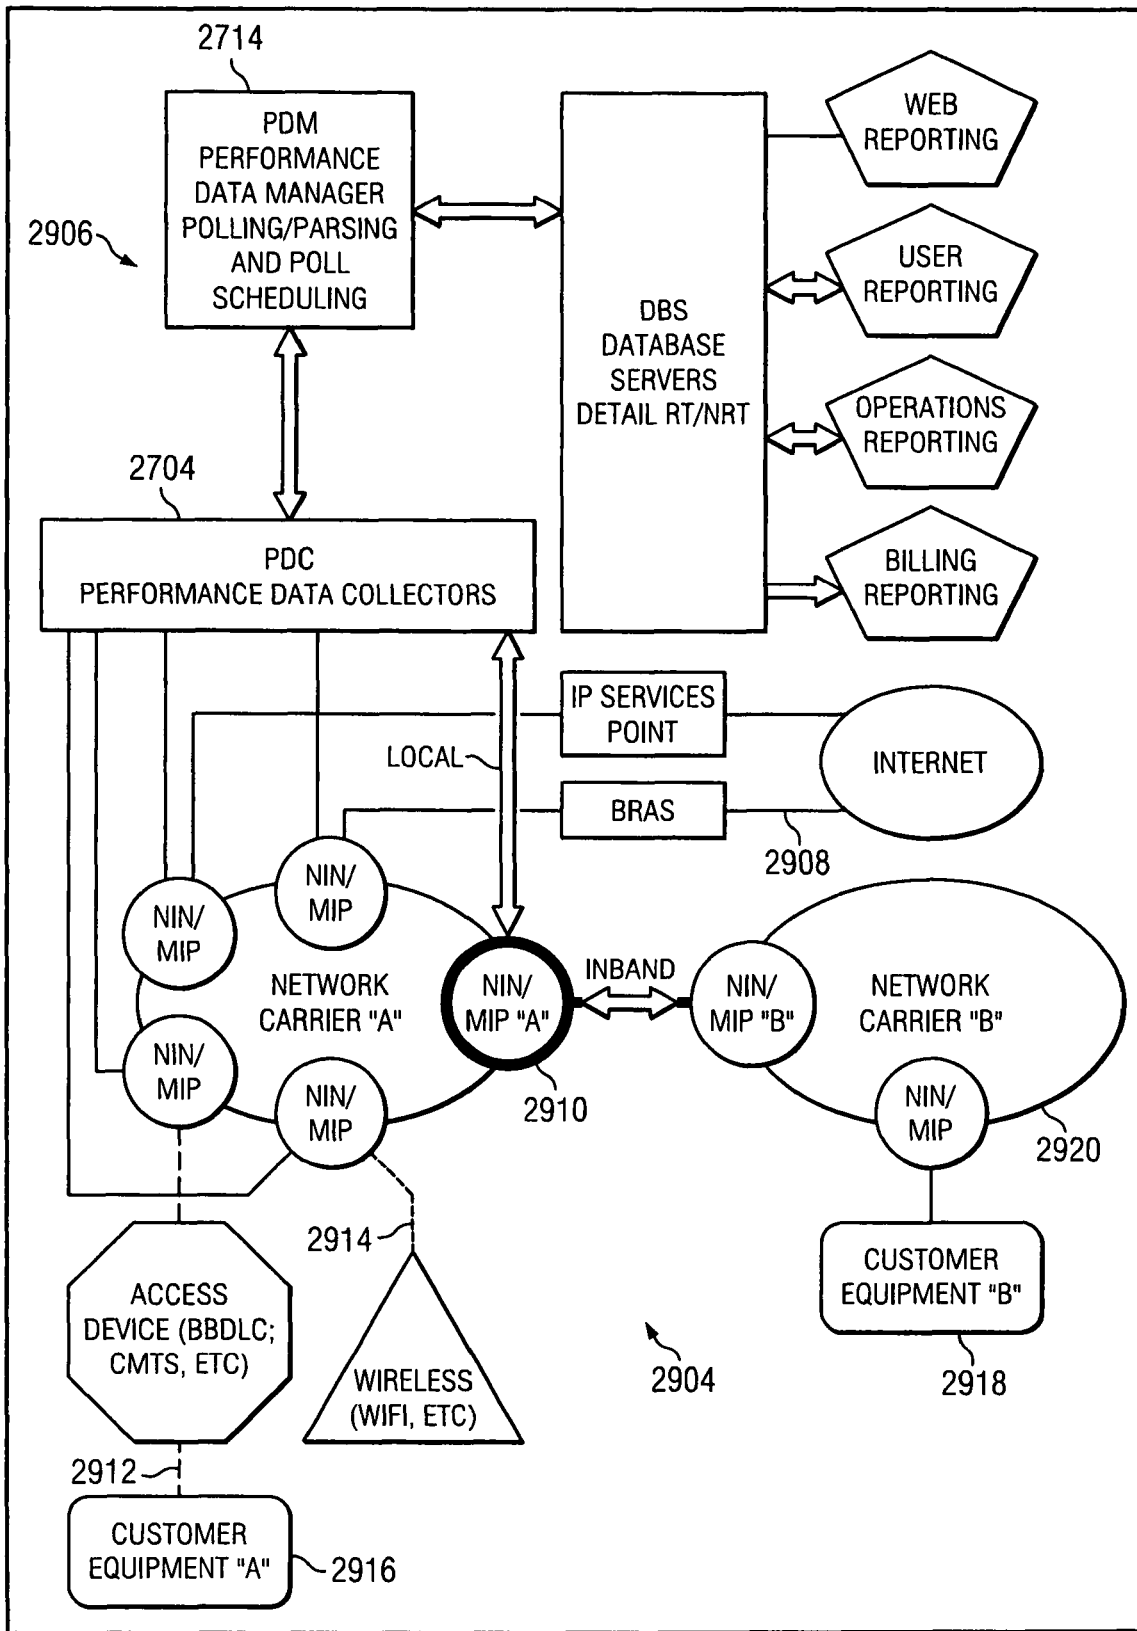 2714
PDM
PERFORMANCE
DATA MANAGER
POLLING/PARSING
AND POLL
SCHEDULING
2906
DBS
DATABASE
SERVERS
DETAIL RT/NRT
WEB
REPORTING
USER
REPORTING
OPERATIONS
REPORTING
BILLING
REPORTING
2704
PDC
PERFORMANCE DATA COLLECTORS
LOCAL
IP SERVICES
POINT
BRAS
INTERNET
2908
NIN/
MIP
NIN/
MIP
NIN/
MIP
NIN/
MIP
NETWORK
CARRIER "A"
NIN/
MIP "A"
2910
INBAND
NIN/
MIP "B"
NETWORK
CARRIER "B"
NIN/
MIP
2920
2914
ACCESS
DEVICE (BBDLC;
CMTS, ETC)
WIRELESS
(WIFI, ETC)
2904
CUSTOMER
EQUIPMENT "B"
2918
2912
CUSTOMER
EQUIPMENT "A"
2916